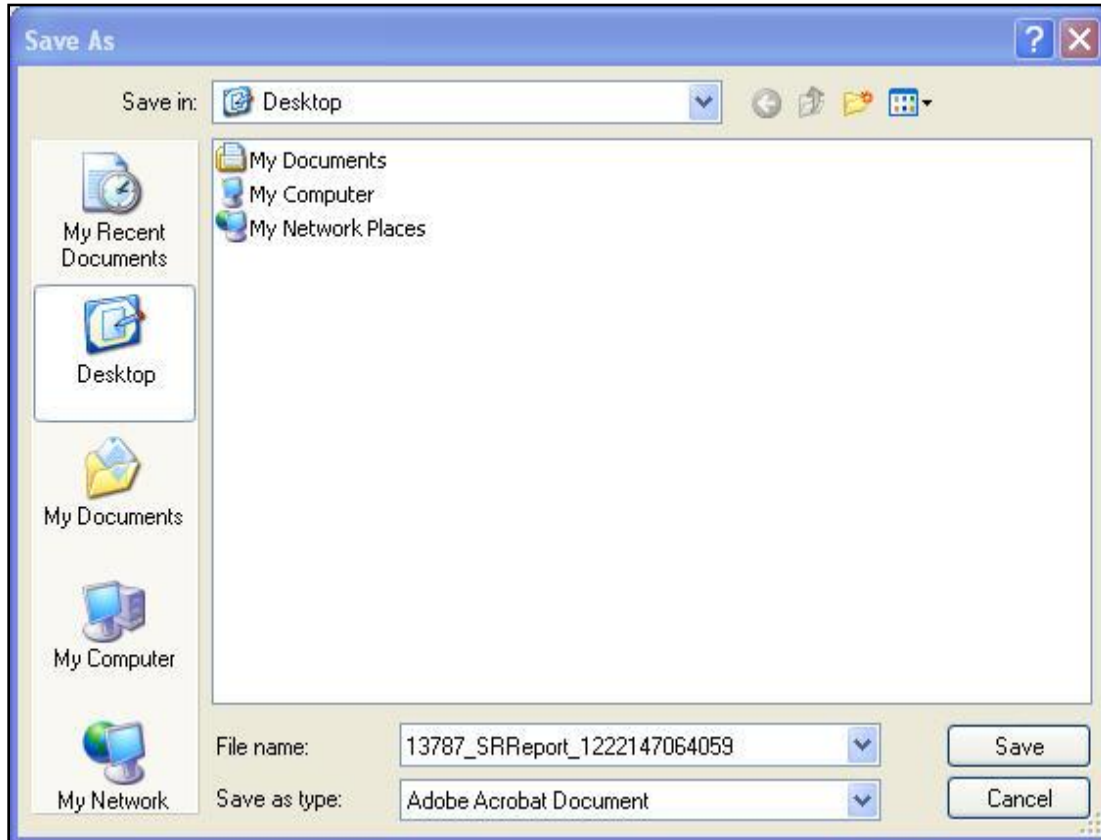 Save As
Save in: Desktop
My Recent
Documents
Desktop
My Documents
My Computer
My Network
My Documents
My Computer
My Network Places
File name: 13787_SRReport_1222147064059 Save
Save as type: Adobe Acrobat Document Cancel